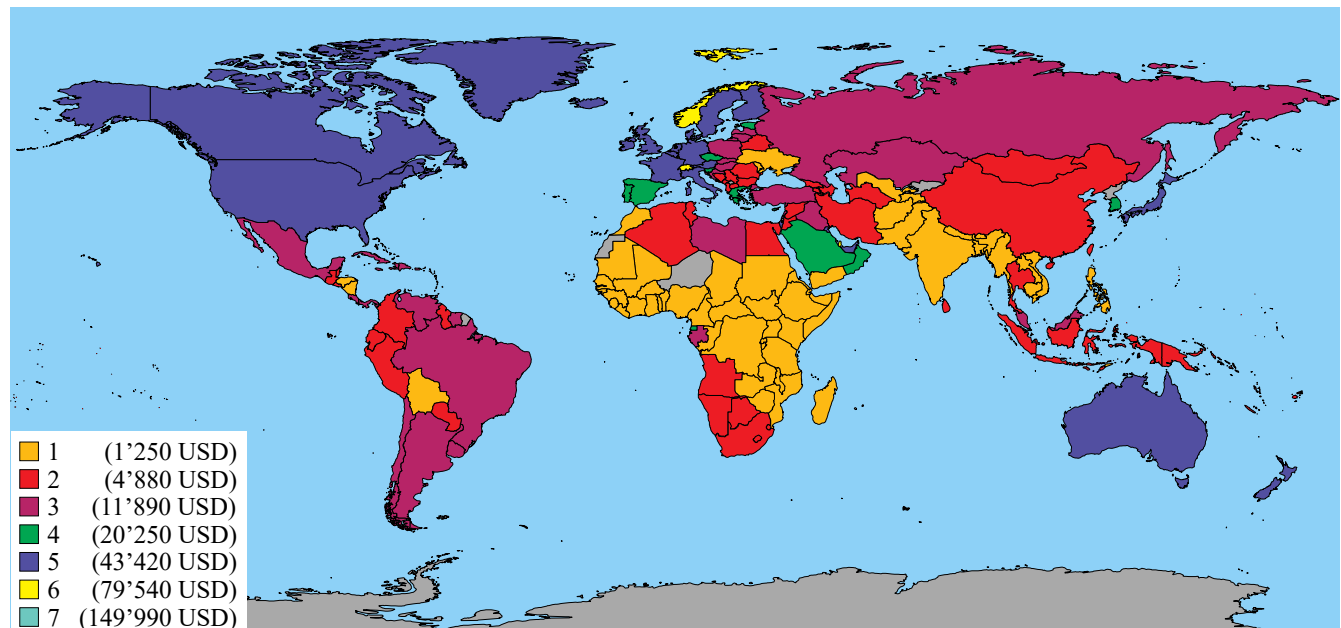 1 (1’250 USD)
2 (4’880 USD)
3 (11’890 USD)
4 (20’250 USD)
5 (43’420 USD)
6 (79’540 USD)
7 (149’990 USD)